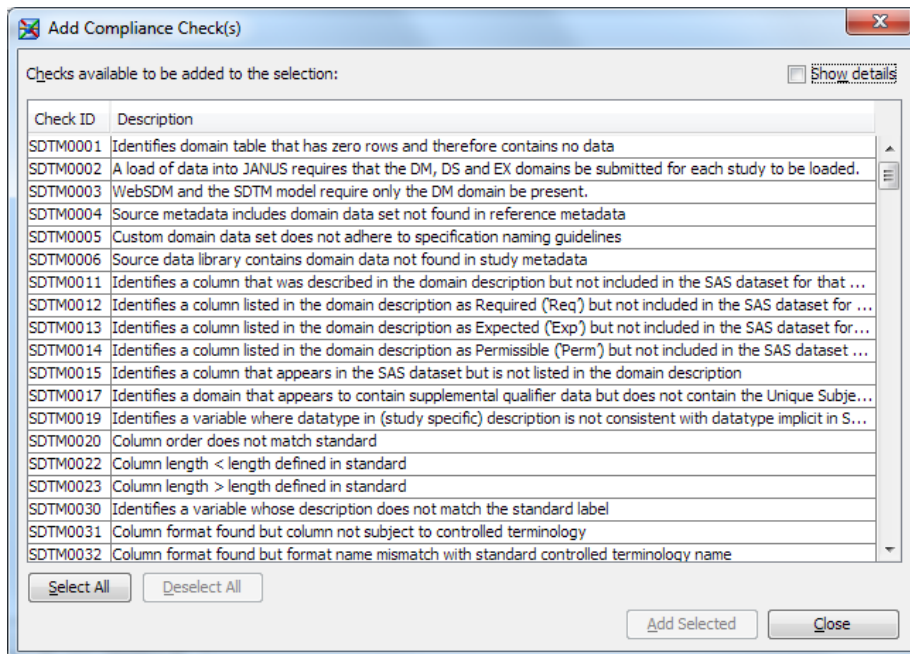 Add Compliance Check(s)
Checks available to be added to the selection:
Show details
Check ID Description
SDTM0001 Identifies domain table that has zero rows and therefore contains no data
SDTM0002 A load of data into JANUS requires that the DM, DS and EX domains be submitted for each study to be loaded.
SDTM0003 WebSDM and the SDTM model require only the DM domain be present.
SDTM0004 Source metadata includes domain data set not found in reference metadata
SDTM0005 Custom domain data set does not adhere to specification naming guidelines
SDTM0006 Source data library contains domain data not found in study metadata
SDTM0011 Identifies a column that was described in the domain description but not included in the SAS dataset for that ...
SDTM0012 Identifies a column listed in the domain description as Required ('Req') but not included in the SAS dataset for ...
SDTM0013 Identifies a column listed in the domain description as Expected ('Exp') but not included in the SAS dataset for...
SDTM0014 Identifies a column listed in the domain description as Permissible ('Perm') but not included in the SAS dataset ...
SDTM0015 Identifies a column that appears in the SAS dataset but is not listed in the domain description
SDTM0017 Identifies a domain that appears to contain supplemental qualifier data but does not contain the Unique Subje...
SDTM0019 Identifies a variable where datatype in (study specific) description is not consistent with datatype implicit in S...
SDTM0020 Column order does not match standard
SDTM0022 Column length < length defined in standard
SDTM0023 Column length > length defined in standard
SDTM0030 Identifies a variable whose description does not match the standard label
SDTM0031 Column format found but column not subject to controlled terminology
SDTM0032 Column format found but format name mismatch with standard controlled terminology name
Select All Deselect All
Add Selected Close